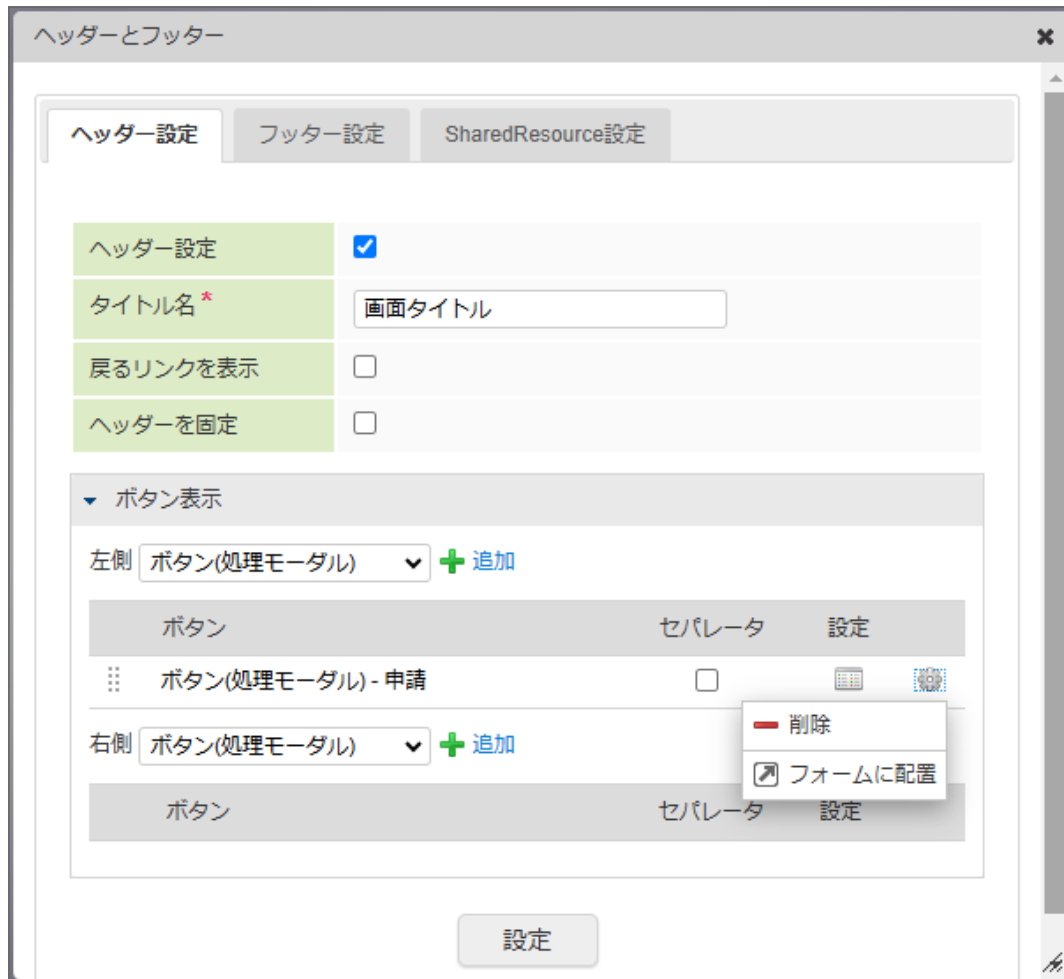 ヘッダーとフッター
ヘッダー設定 フッター設定 SharedResource設定
ヘッダー設定
タイトル名* 画面タイトル
戻るリンクを表示
ヘッダーを固定
ボタン表示
左側 ボタン(処理モーダル) 追加
ボタン セパレータ 設定
ボタン(処理モーダル) - 申請
削除
右側 ボタン(処理モーダル) 追加
フォームに配置
ボタン セパレータ 設定
設定